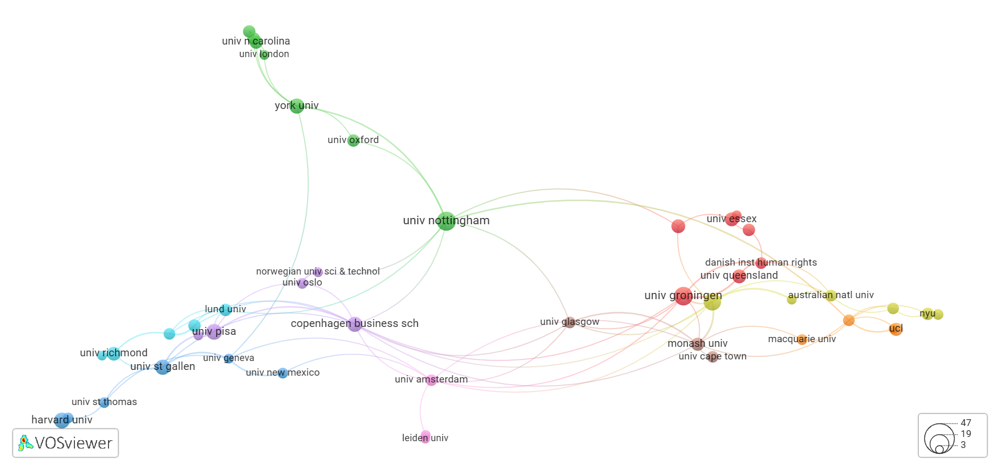 univ n carolina
univ london
york univ
univ oxford
univ nottingham
univ essex
danish inst human rights
norwegian univ sci & technol
univ queensland
univ oslo
univ groningen
australian natl univ
lund univ
nyu
univ glasgow
copenhagen business sch
ucl
univ pisa
macquarie univ
monash univ
univ richmond
univ cape town
univ geneva
univ st gallen
univ new mexico
univ amsterdam
univ st thomas
harvard univ
leiden univ
VOSviewer
47
19
3